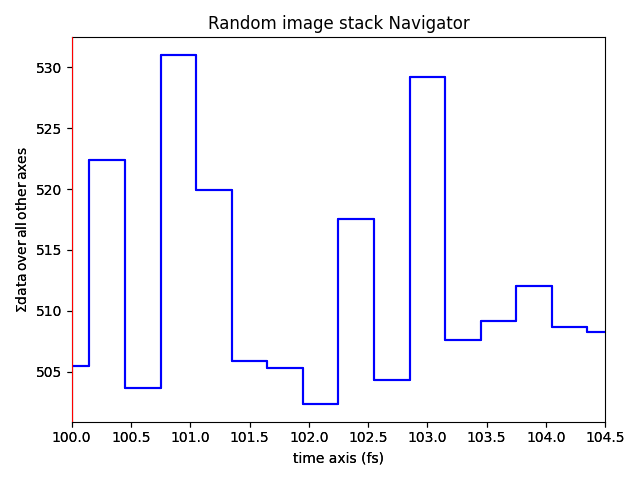 Random image stack Navigator
530
525
520
515
510
505
Σdata over all other axes
100.0 100.5 101.0 101.5 102.0 102.5 103.0 103.5 104.0 104.5
time axis (fs)